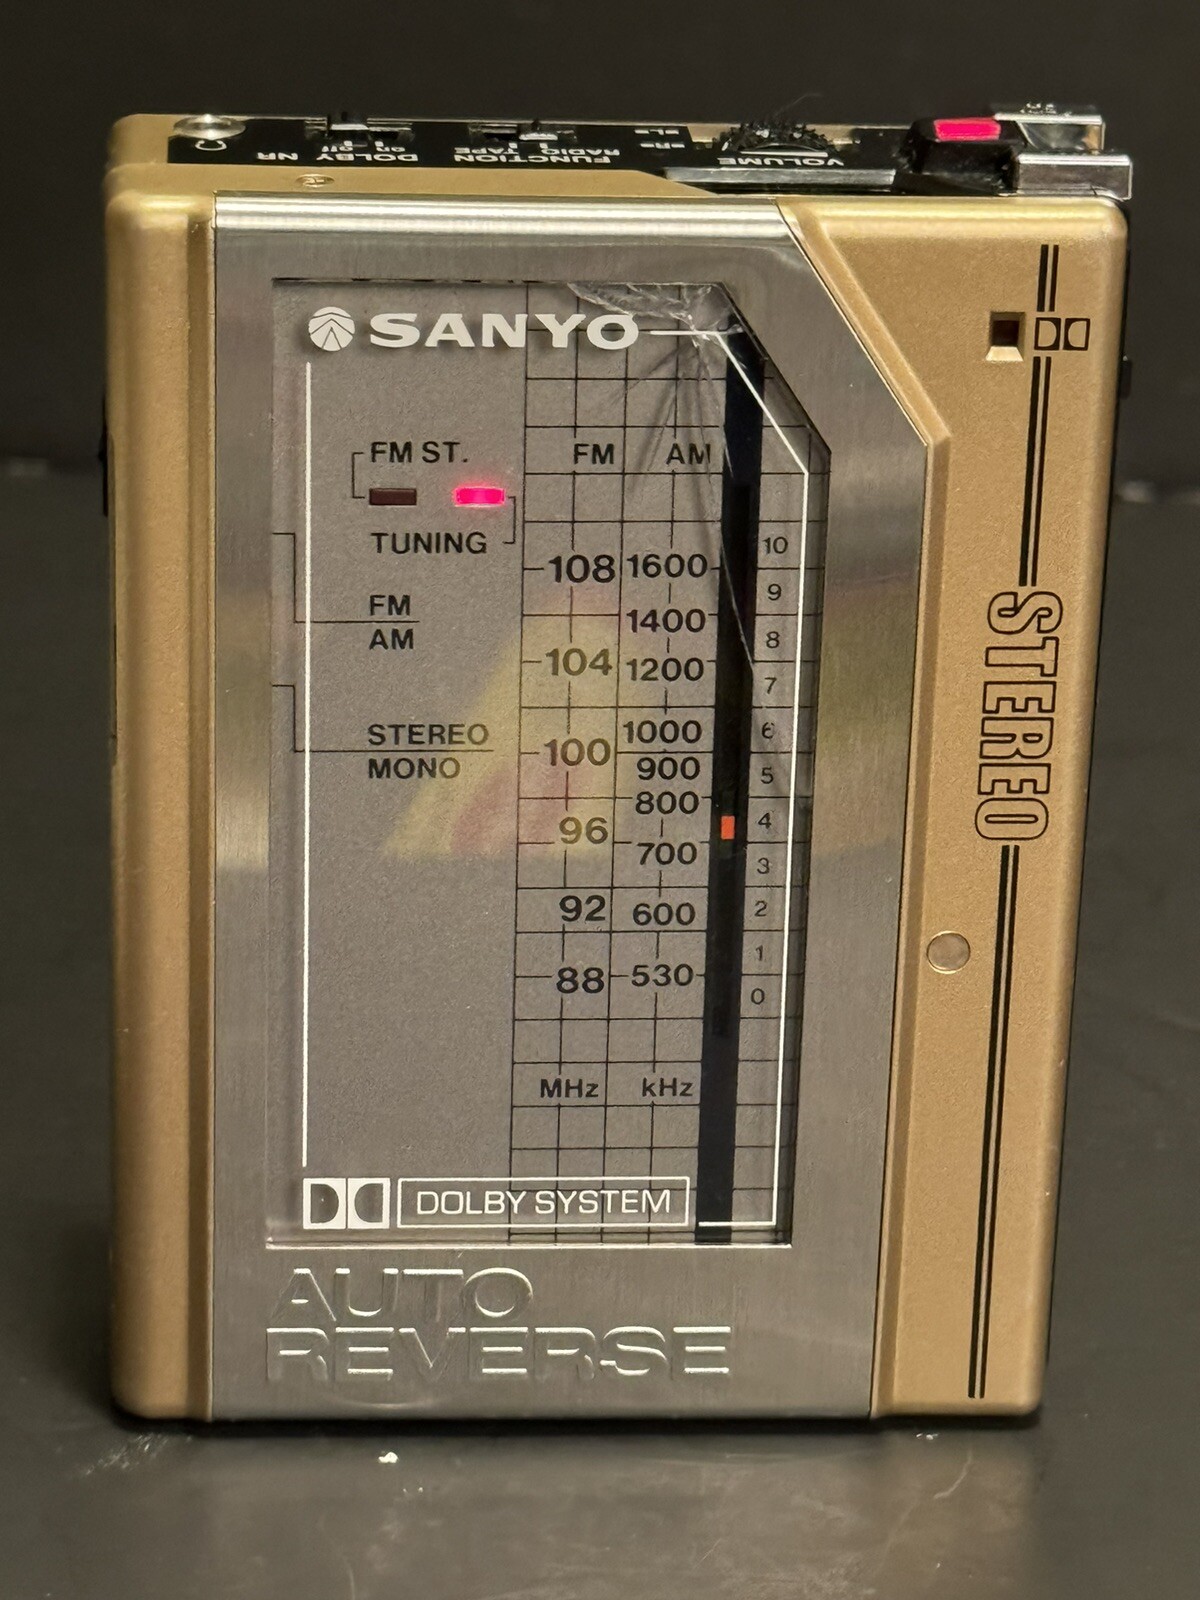 VOLUME
FUNCTION
RADIO TAPE
DOLBY NR
on off
SANYO
FM ST.
TUNING
FM
AM
STEREO
MONO
FM AM
108 1600 10
9
1400 8
104 1200 7
1000 6
100 900 5
800
96 700 4
3
92 600 2
1
88 530 0
MHz kHz
DOLBY SYSTEM
AUTO
REVERSE
STEREO